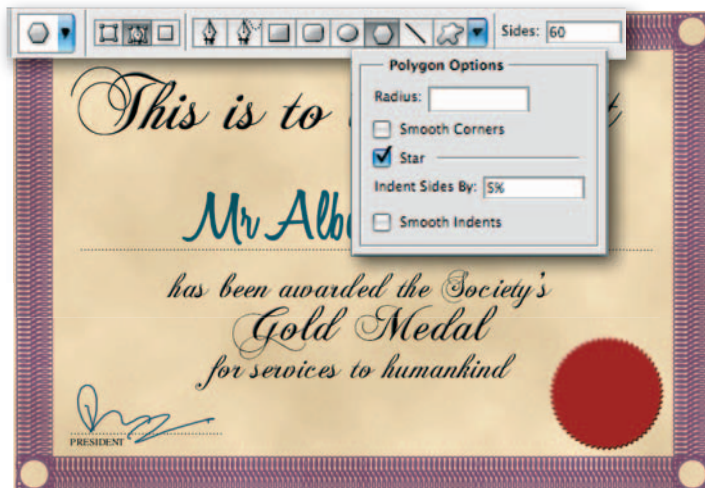 Sides: 60
Polygon Options
Radius:
Smooth Corners
Star
Indent Sides By: 5%
Smooth Indents
This is to
Mr Alb
has been awarded the Society's
Gold Medal
for services to humankind
PRESIDENT